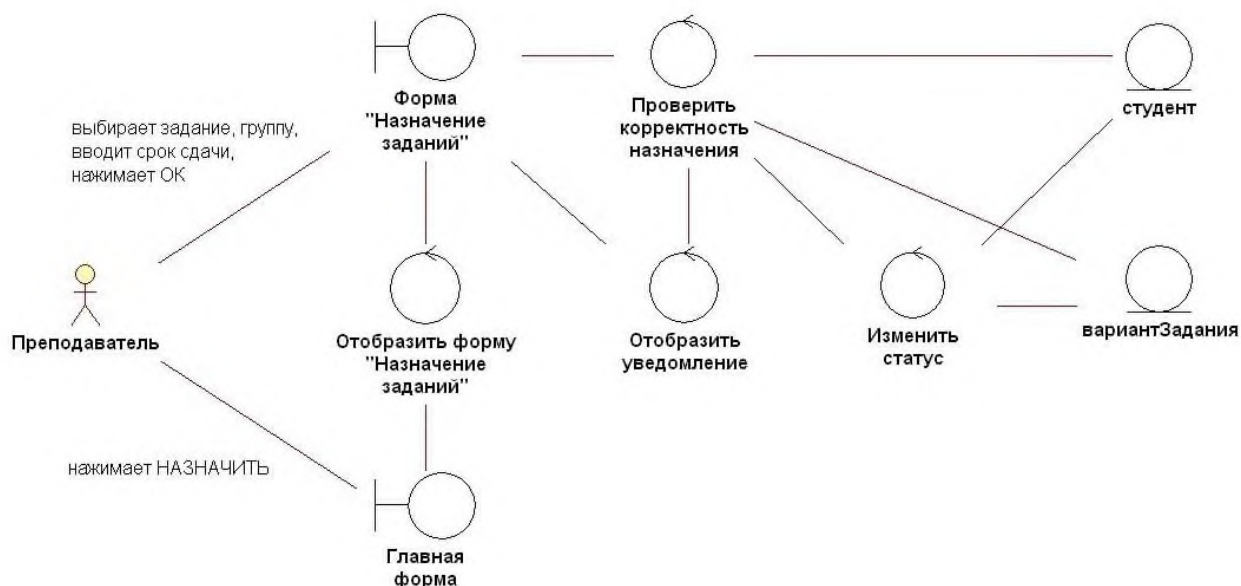 Форма
"Назначение
заданий"
Проверить
корректность
назначения
студент
выбирает задание, группу,
вводит срок сдачи,
нажимает ОК
Преподаватель
Отобразить форму
"Назначение
заданий"
Отобразить
уведомление
Изменить
статус
вариантЗадания
нажимает НАЗНАЧИТЬ
Главная
форма